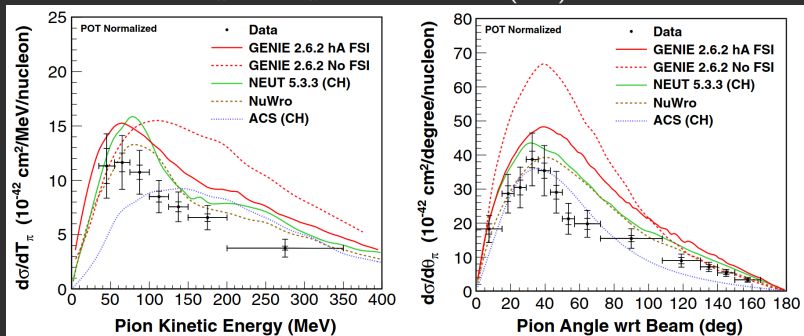 POT Normalized
Data
GENIE 2.6.2 hA FSI
GENIE 2.6.2 No FSI
NEUT 5.3.3 (CH)
NuWro
ACS (CH)
dσ/dTπ (10⁻⁴² cm²/MeV/nucleon)
25
20
15
10
5
0
0 50 100 150 200 250 300 350 400
Pion Kinetic Energy (MeV)
POT Normalized
Data
GENIE 2.6.2 hA FSI
GENIE 2.6.2 No FSI
NEUT 5.3.3 (CH)
NuWro
ACS (CH)
dσ/dθπ (10⁻⁴² cm²/degree/nucleon)
80
70
60
50
40
30
20
10
0
0 20 40 60 80 100 120 140 160 180
Pion Angle wrt Beam (deg)